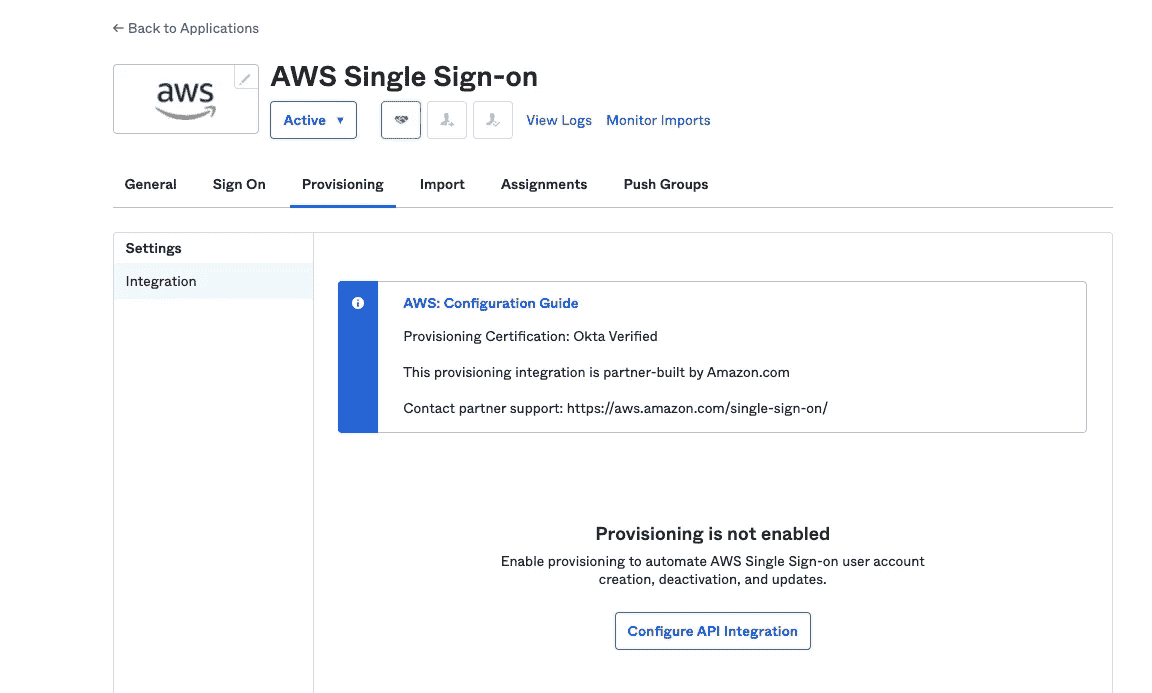 ← Back to Applications
aws
AWS Single Sign-on
Active ▼
View Logs
Monitor Imports
General
Sign On
Provisioning
Import
Assignments
Push Groups
Settings
Integration
AWS: Configuration Guide
Provisioning Certification: Okta Verified
This provisioning integration is partner-built by Amazon.com
Contact partner support: https://aws.amazon.com/single-sign-on/
Provisioning is not enabled
Enable provisioning to automate AWS Single Sign-on user account
creation, deactivation, and updates.
Configure API Integration